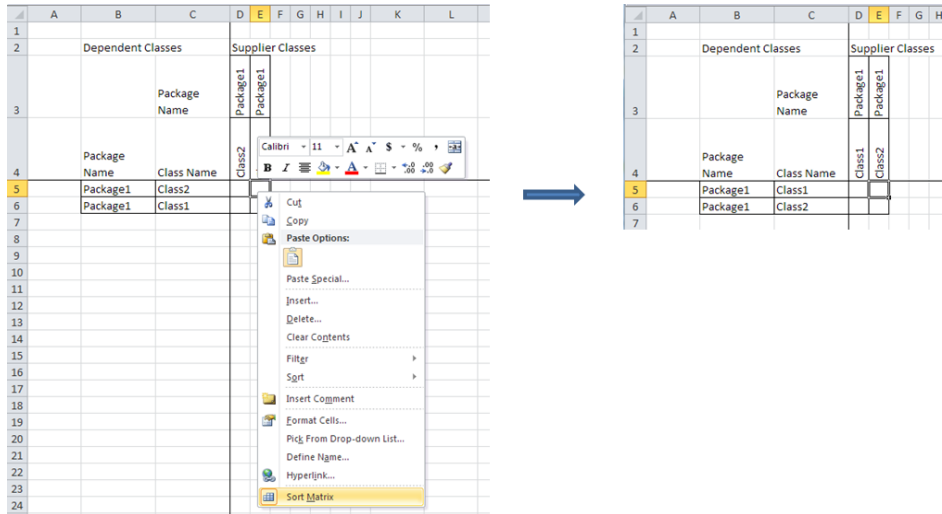 A B C D E F G H I J K L
1
2 Dependent Classes Supplier Classes
3 Package Name Package1 Package1
4 Package Name Class Name Class2
5 Package1 Class2
6 Package1 Class1
7
8
9
10
11
12
13
14
15
16
17
18
19
20
21
22
23
24
Calibri 11 A A $ % ,
B I A .00 .00
Cut
Copy
Paste Options:
Paste Special...
Insert...
Delete...
Clear Contents
Filter
Sort
Insert Comment
Format Cells...
Pick From Drop-down List...
Define Name...
Hyperlink...
Sort Matrix
A B C D E F G H
1
2 Dependent Classes Supplier Classes
3 Package Name Package1 Package1
4 Package Name Class Name Class1 Class2
5 Package1 Class1
6 Package1 Class2
7